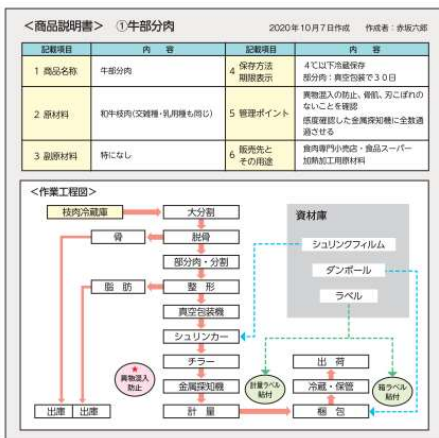 <商品説明書> ①牛部分肉
2020年10月7日作成 作成者：赤坂六郎
記載項目 内 容 記載項目 内 容
1 商品名称 牛部分肉
4 保存方法 期限表示
4℃以下冷蔵保存
部分肉：真空包装で30日
2 原材料 和牛枝肉(交雑種・乳用種も同じ)
5 管理ポイント
異物混入の防止、骨肌、刃こぼれの
ないことを確認
感度確認した金属探知機に全数通
過させる
3 副原材料 特になし
6 販売先と その用途
食肉専門小売店・食品スーパー
加熱加工用原材料
<作業工程図>
枝肉冷蔵庫
大分割
骨
脱骨
部分肉・分割
脂 肪
整 形
真空包装機
シュリンカー
チラー
金属探知機
計 量
★
異物混入
防止
出庫
出庫
資材庫
シュリンクフィルム
ダンボール
ラベル
出 荷
計量ラベル
貼付
冷蔵・保管
箱ラベル
貼付
梱 包